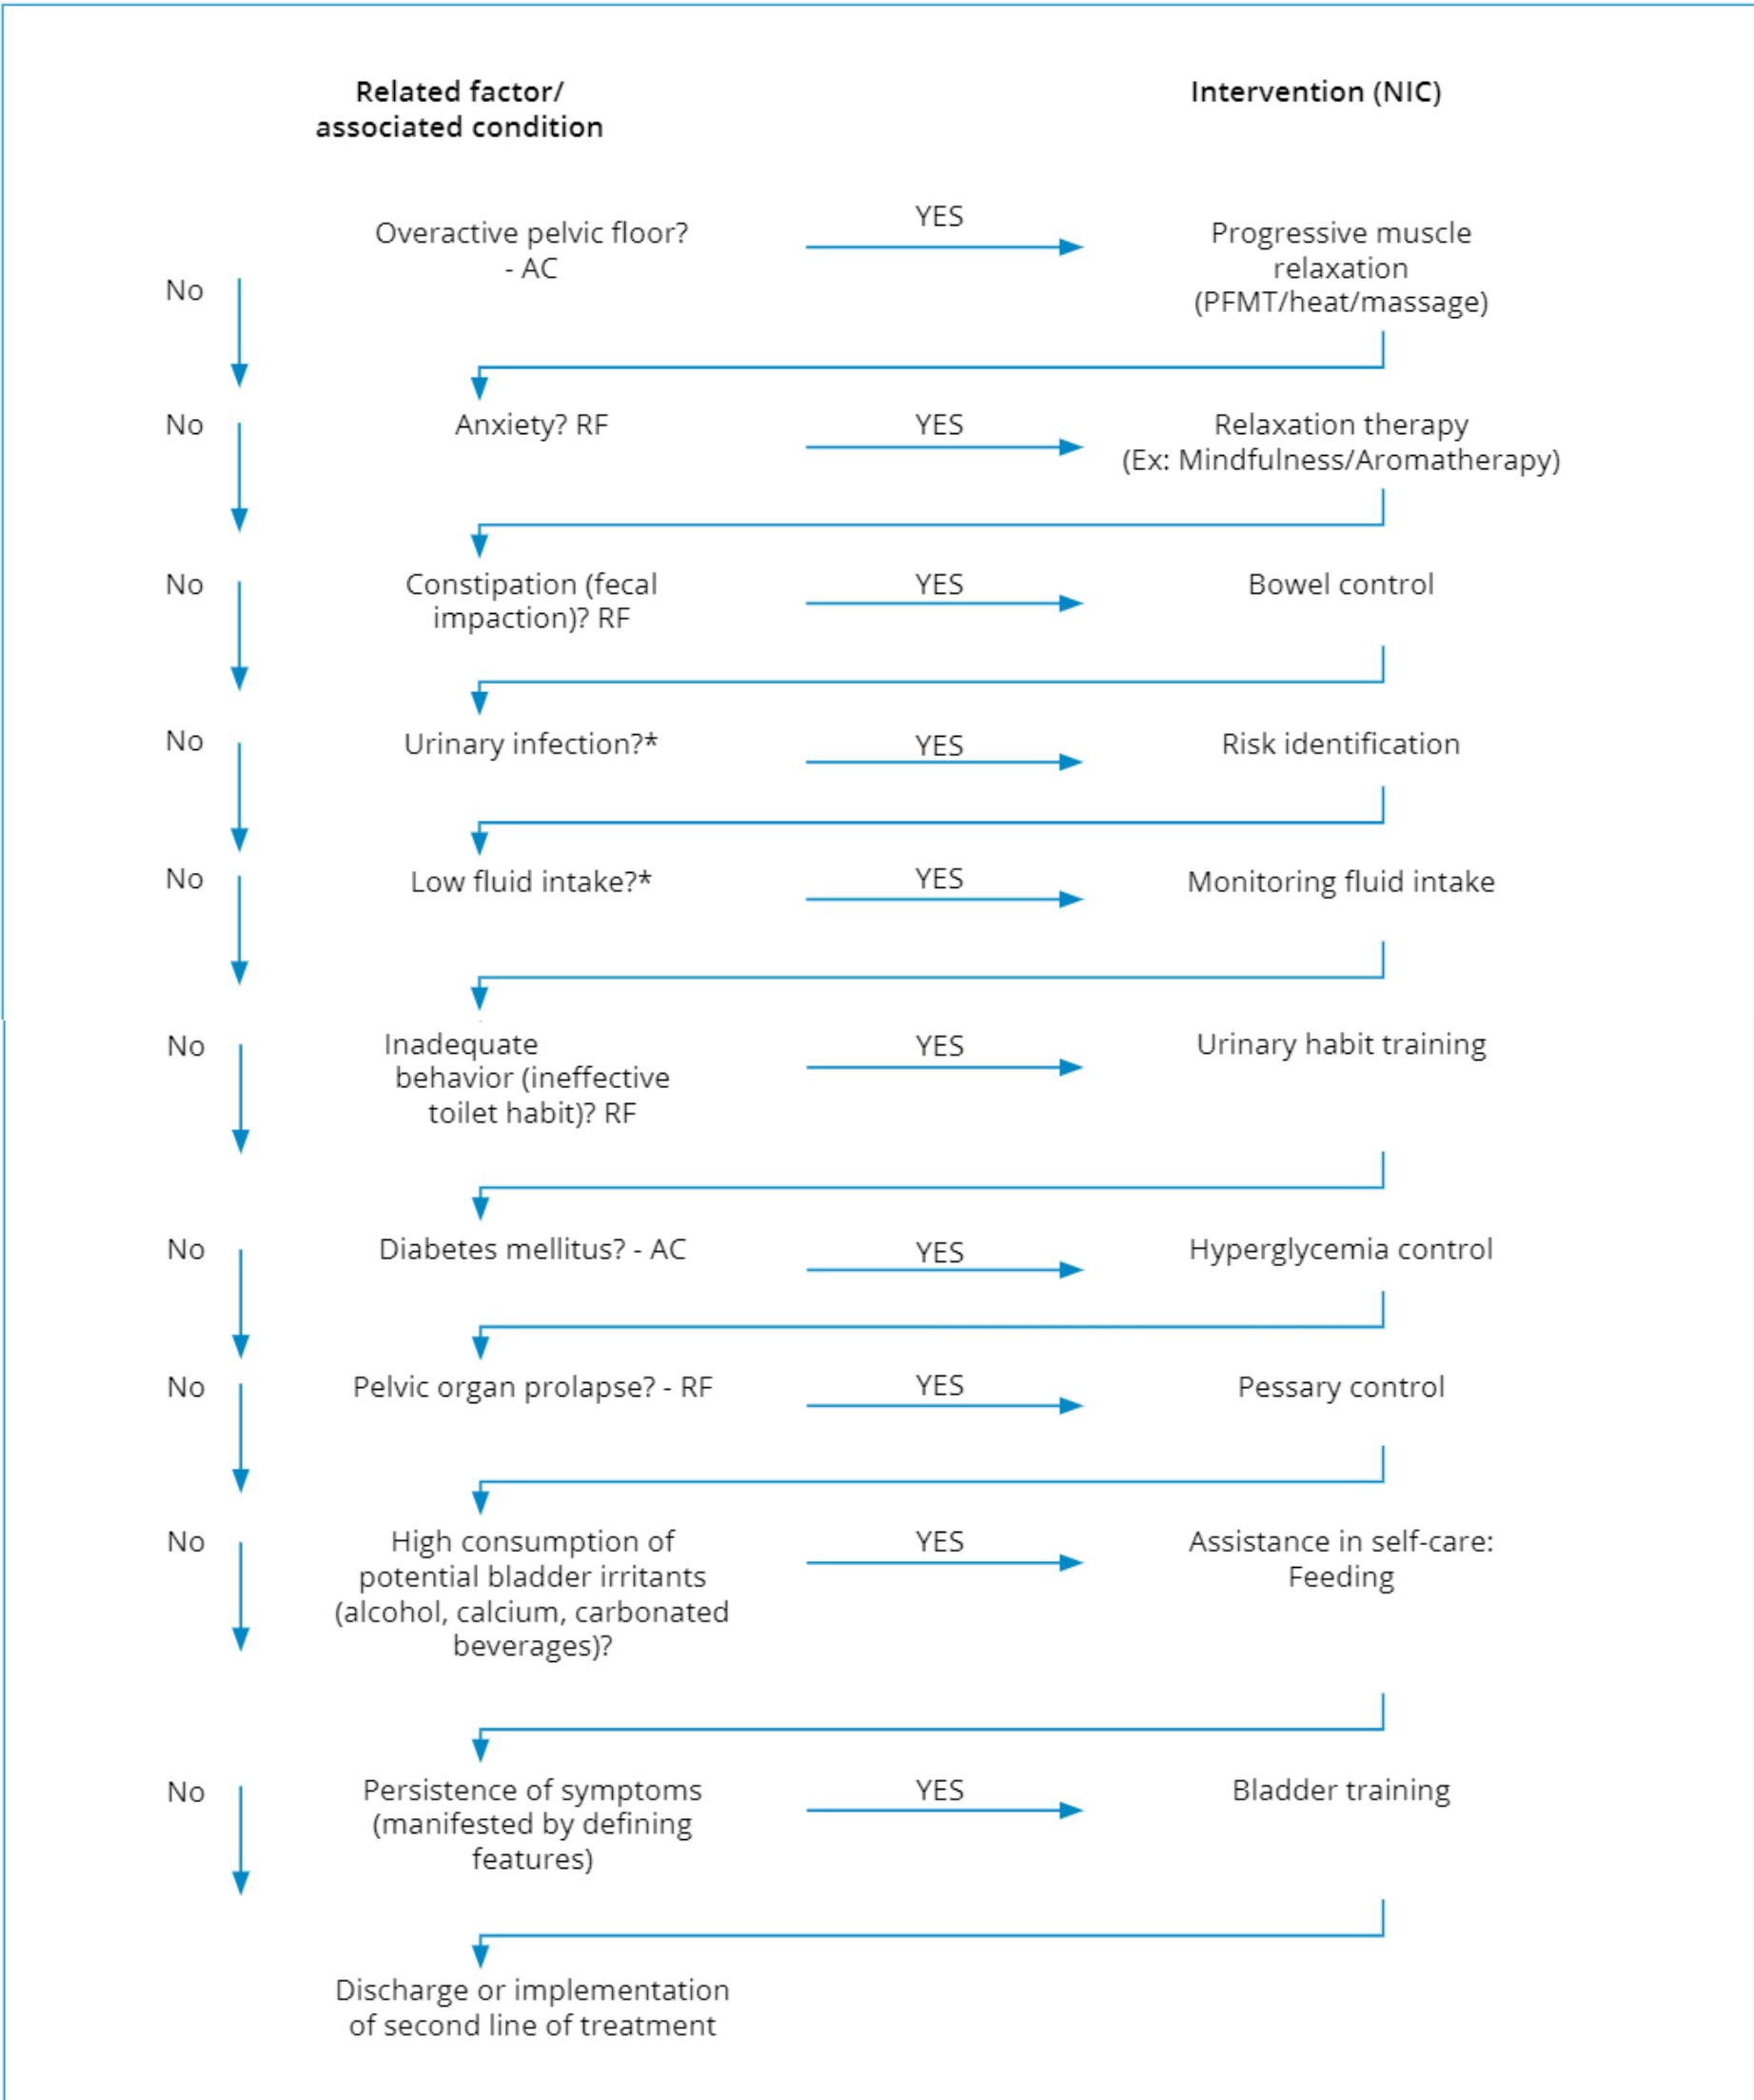 Related factor/
associated condition
Intervention (NIC)
Overactive pelvic floor?
- AC
YES
Progressive muscle
relaxation
(PFMT/heat/massage)
No
No
Anxiety? RF
YES
Relaxation therapy
(Ex: Mindfulness/Aromatherapy)
No
Constipation (fecal
impaction)? RF
YES
Bowel control
No
Urinary infection?*
YES
Risk identification
No
Low fluid intake?*
YES
Monitoring fluid intake
No
Inadequate
behavior (ineffective
toilet habit)? RF
YES
Urinary habit training
No
Diabetes mellitus? - AC
YES
Hyperglycemia control
No
Pelvic organ prolapse? - RF
YES
Pessary control
No
High consumption of
potential bladder irritants
(alcohol, calcium, carbonated
beverages)?
YES
Assistance in self-care:
Feeding
No
Persistence of symptoms
(manifested by defining
features)
YES
Bladder training
Discharge or implementation
of second line of treatment